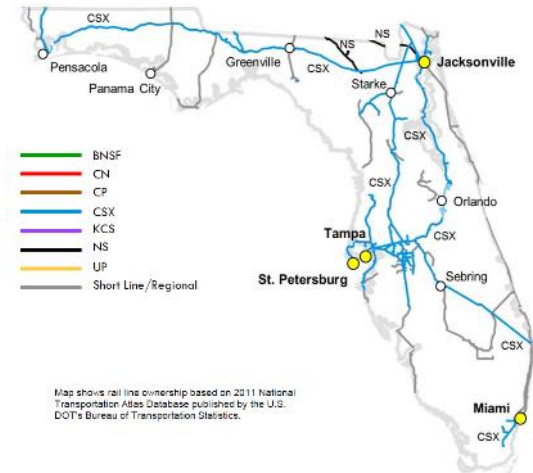 CSX
NS
NS
Greenville
Jacksonville
Pensacola
CSX
Panama City
Starke
CSX
BNSF
CN
CP
CSX
KCS
NS
UP
Short Line/Regional
CSX
Orlando
Tampa
CSX
St. Petersburg
Sebring
CSX
Map shows rail line ownership based on 2011 National
Transportation Atlas Database published by the U.S.
DOT's Bureau of Transportation Statistics.
Miami
CSX